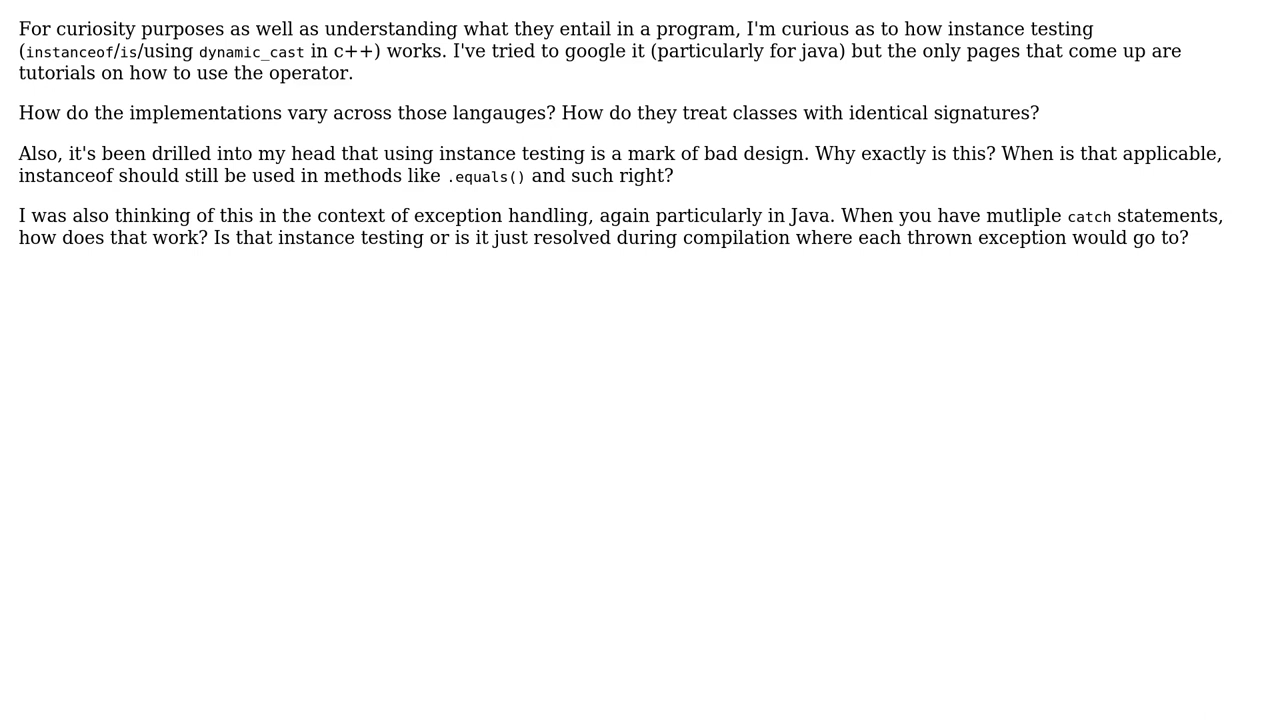 For curiosity purposes as well as understanding what they entail in a program, I'm curious as to how instance testing
(instanceof/is/using dynamic_cast in c++) works. I've tried to google it (particularly for java) but the only pages that come up are
tutorials on how to use the operator.
How do the implementations vary across those langauges? How do they treat classes with identical signatures?
Also, it's been drilled into my head that using instance testing is a mark of bad design. Why exactly is this? When is that applicable,
instanceof should still be used in methods like .equals() and such right?
I was also thinking of this in the context of exception handling, again particularly in Java. When you have mutliple catch statements,
how does that work? Is that instance testing or is it just resolved during compilation where each thrown exception would go to?